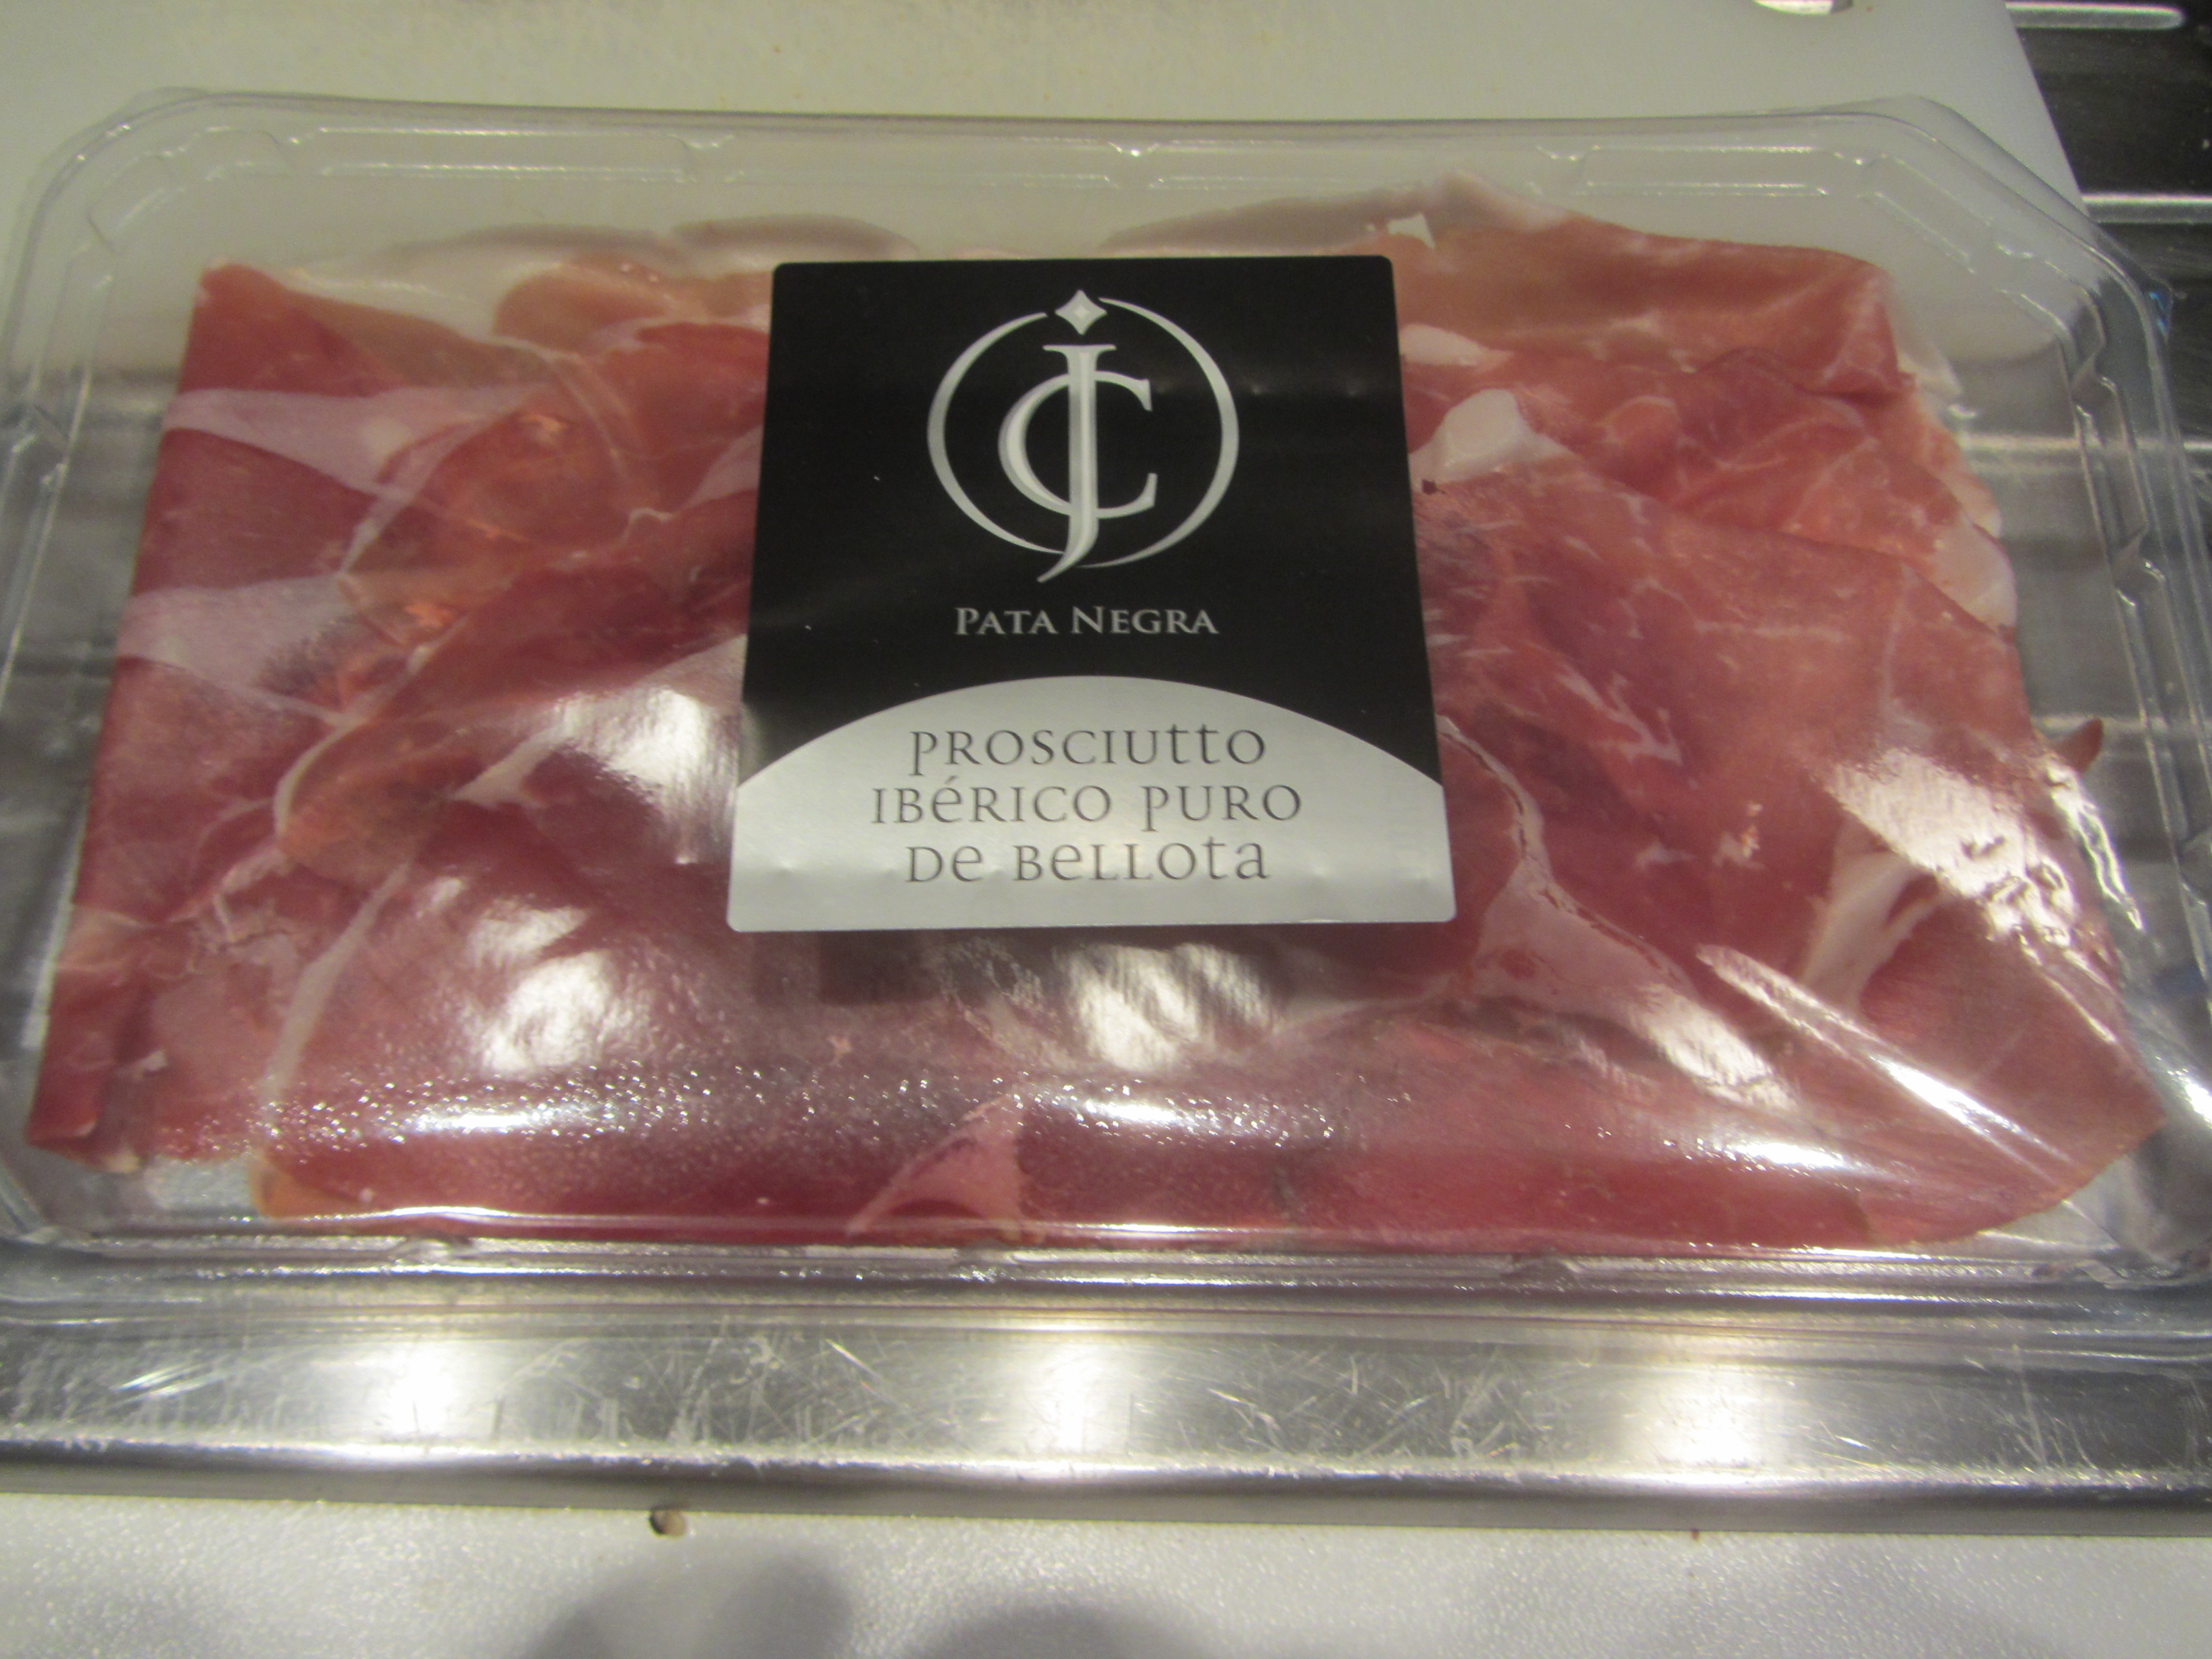 JC
PATA NEGRA
PROSCIUTTO
IBÉRICO PURO
DE BELLOTA